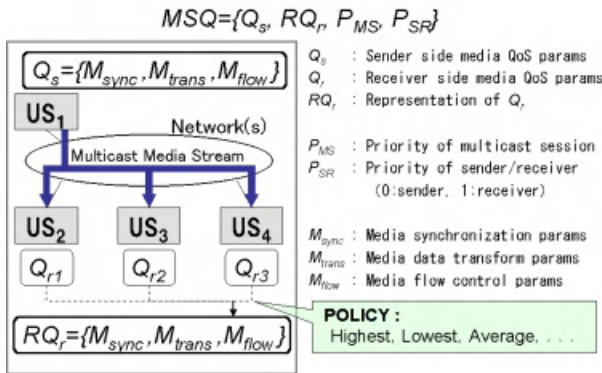 MSQ={Qs, RQr, PMS, PSR}
Qs={Msync,Mtrans,Mflow}
US1
Network(s)
Multicast Media Stream
US2 US3 US4
Qr1 Qr2 Qr3
RQr={Msync,Mtrans,Mflow}
Qs : Sender side media QoS params
Qr : Receiver side media QoS params
RQr : Representation of Qr
PMS : Priority of multicast session
PSR : Priority of sender/receiver
(0:sender, 1:receiver)
Msync : Media synchronization params
Mtrans : Media data transform params
Mflow : Media flow control params
POLICY :
Highest, Lowest, Average, . . .